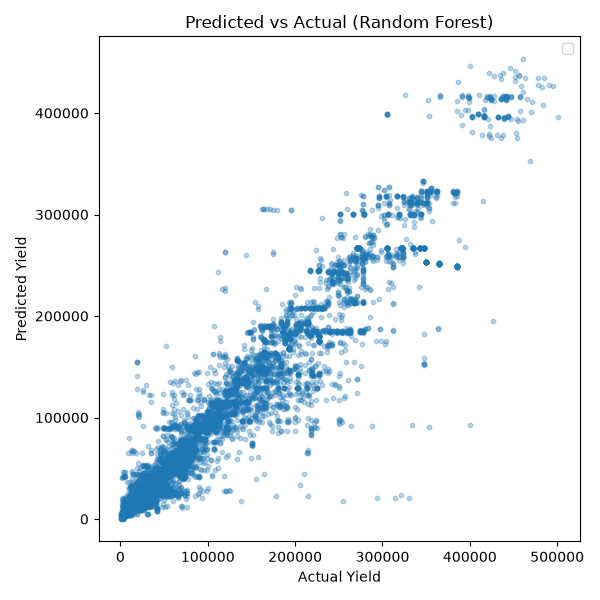 Predicted vs Actual (Random Forest)
Predicted Yield
400000
300000
200000
100000
0
0 100000 200000 300000 400000 500000
Actual Yield